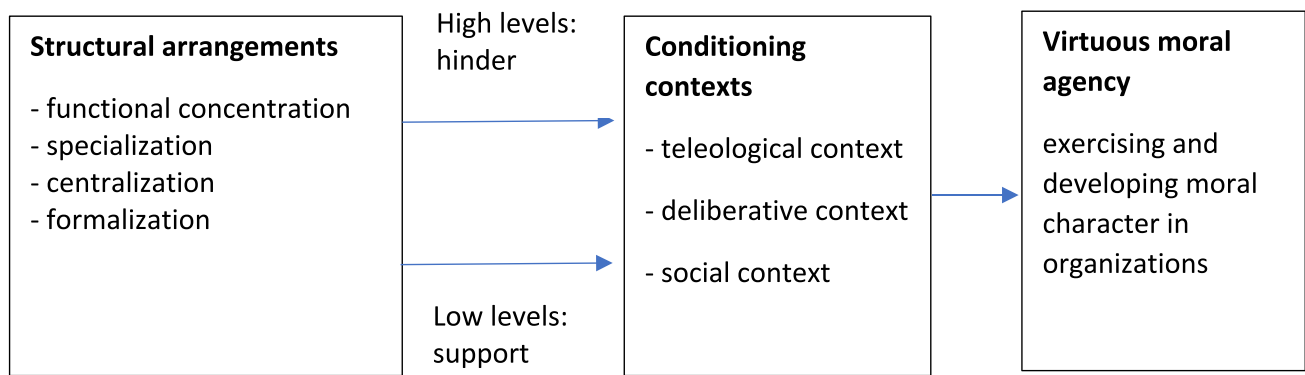 Structural arrangements
- functional concentration
- specialization
- centralization
- formalization
High levels:
hinder
Low levels:
support
Conditioning
contexts
- teleological context
- deliberative context
- social context
Virtuous moral
agency
exercising and
developing moral
character in
organizations